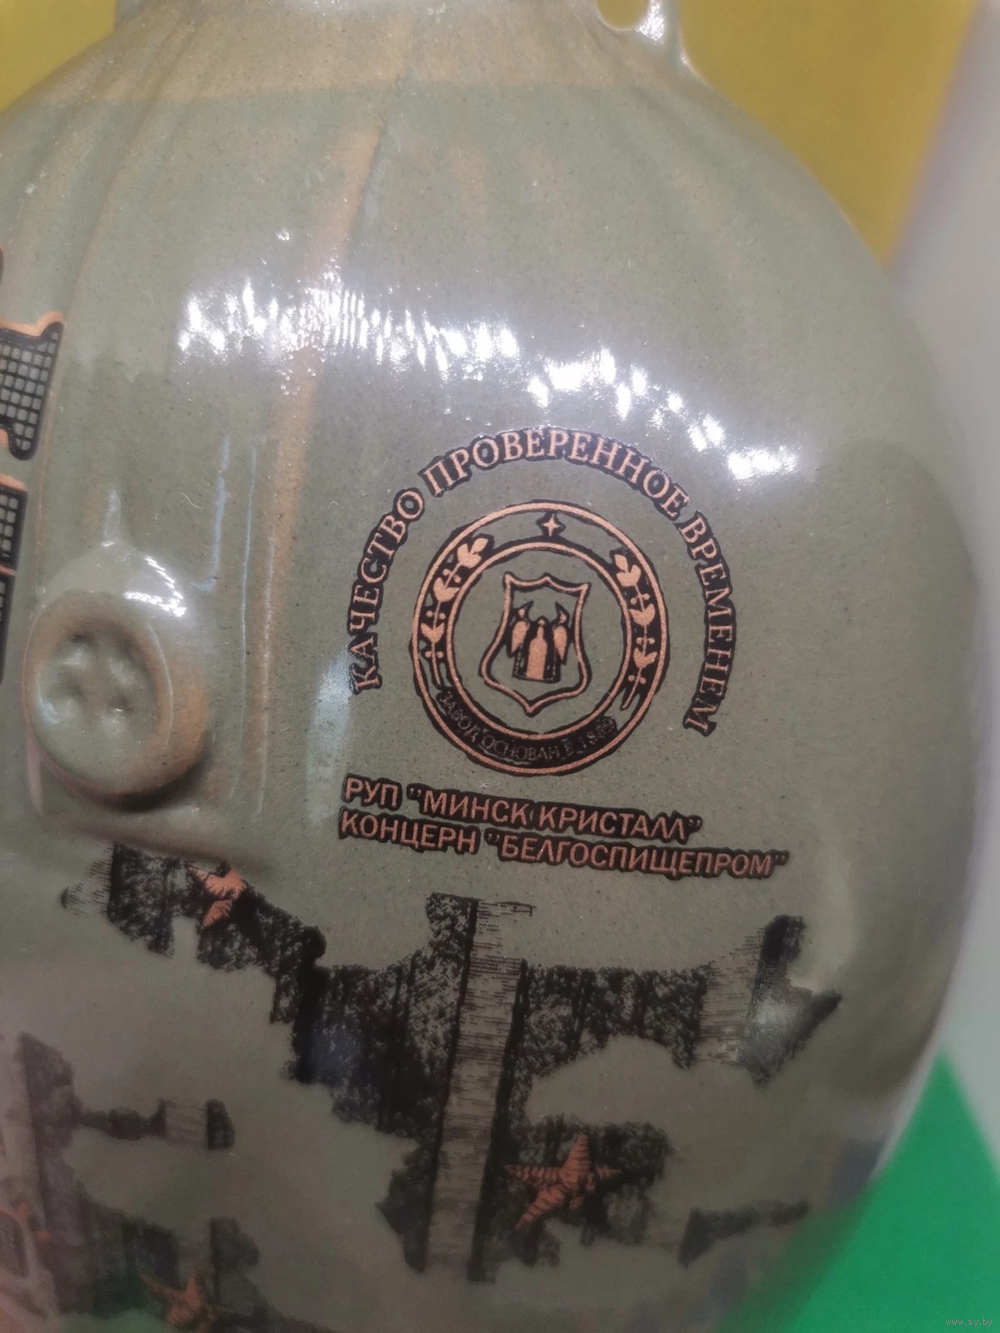 КАЧЕСТВО ПРОВЕРЕННОЕ ВРЕМЕНЕМ
ЗАВОД ОСНОВАН В 1893
РУП "МИНСК КРИСТАЛЛ"
КОНЦЕРН "БЕЛГОСПИЩЕПРОМ"
www.ay.by